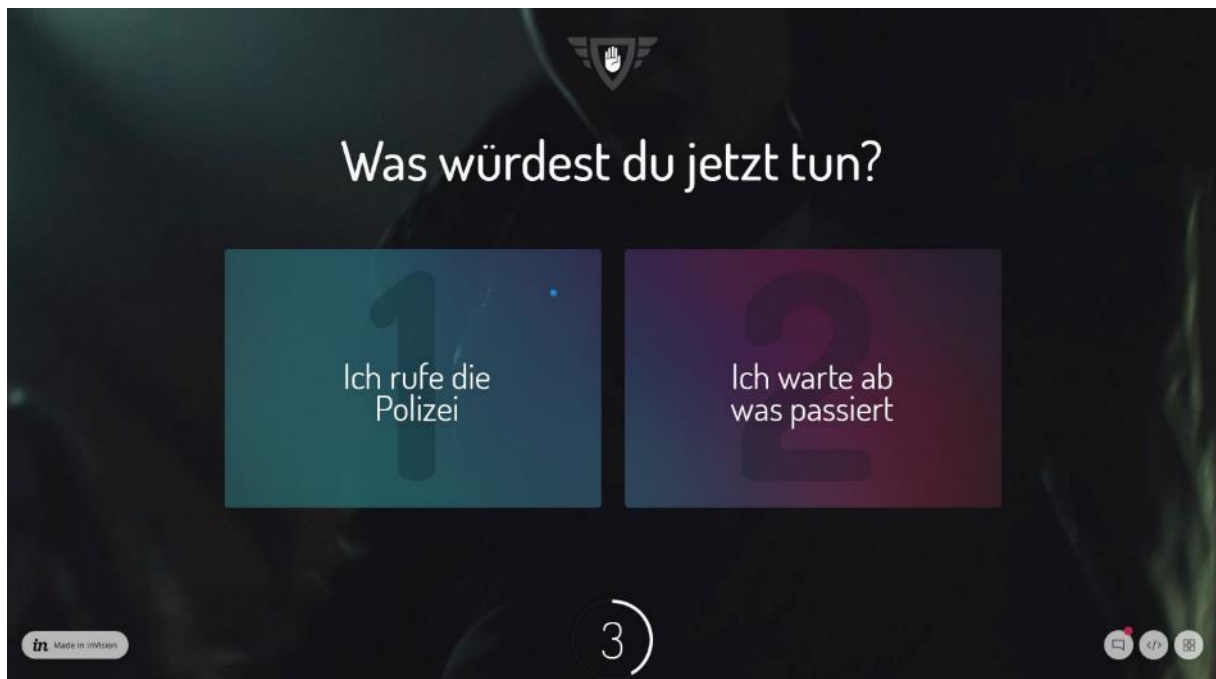 Was würdest du jetzt tun?
1
Ich rufe die
Polizei
2
Ich warte ab
was passiert
3
in Made in InVision
</>